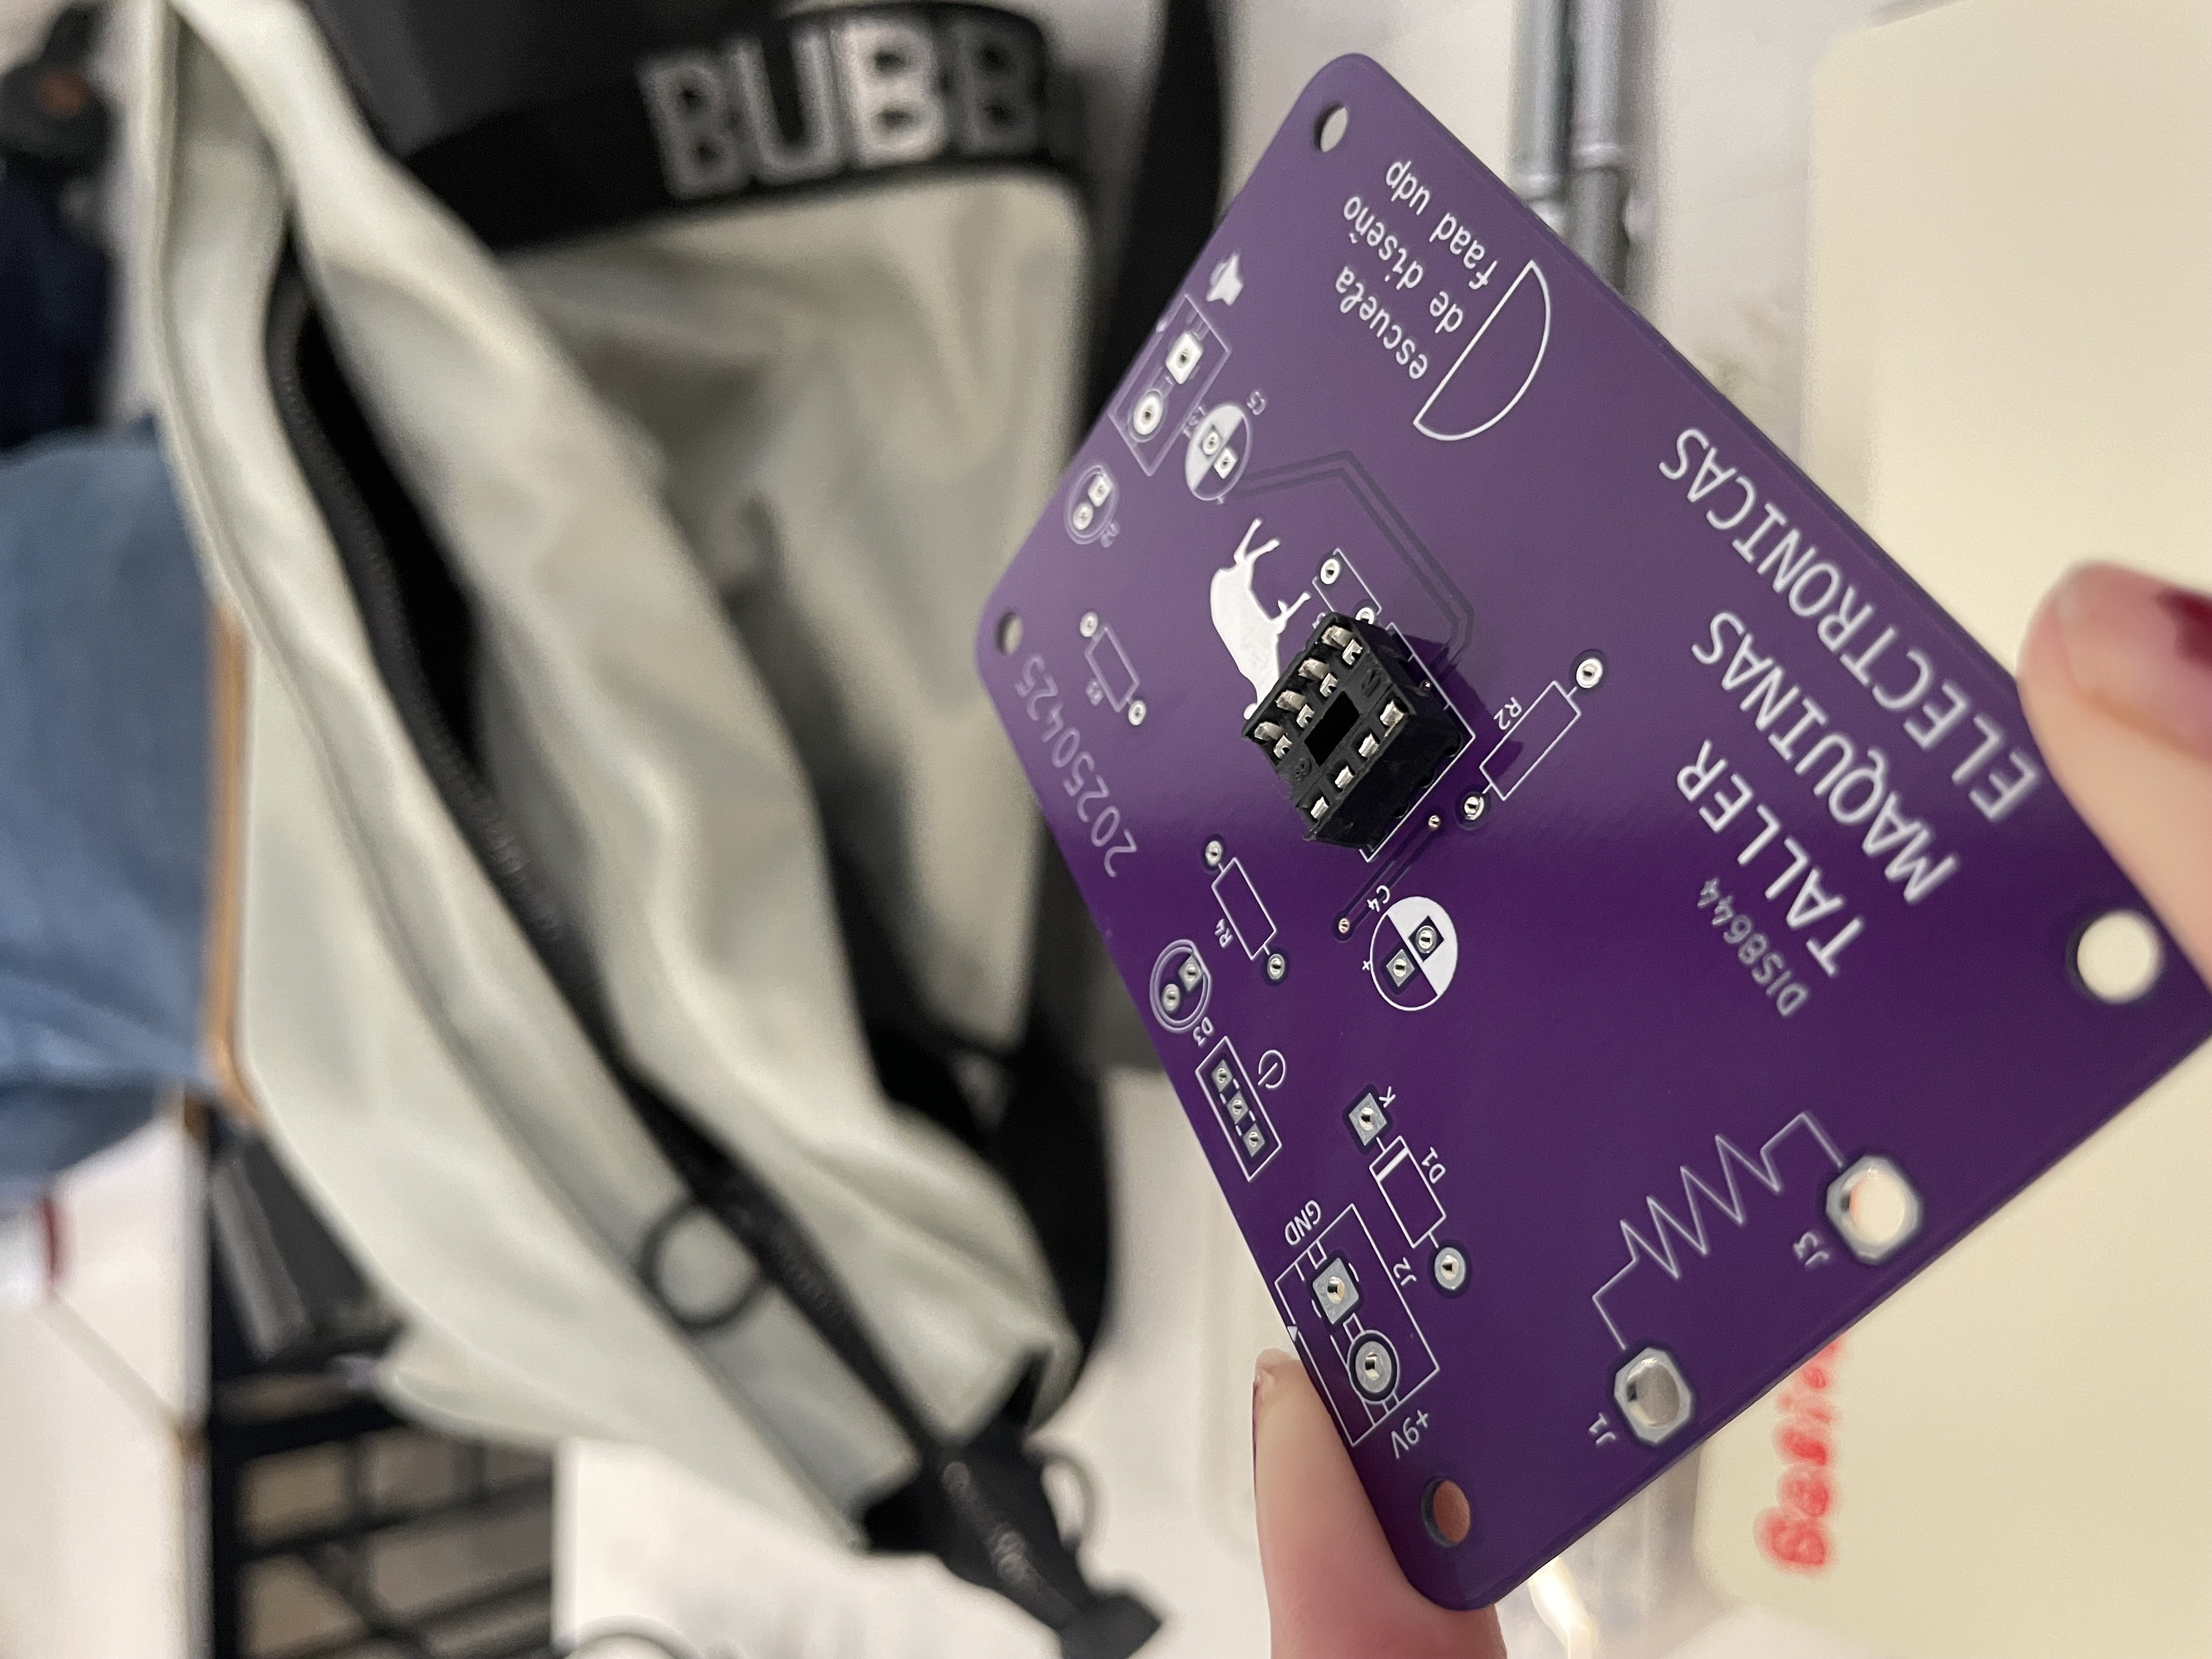 20250425
R4
D3
GND
+9V
J2
D1
K
C4
C5
R2
escuela
de diseño
faad udp
J1
J3
DIS8644
TALLER
MAQUINAS
ELECTRONICAS
BUBB